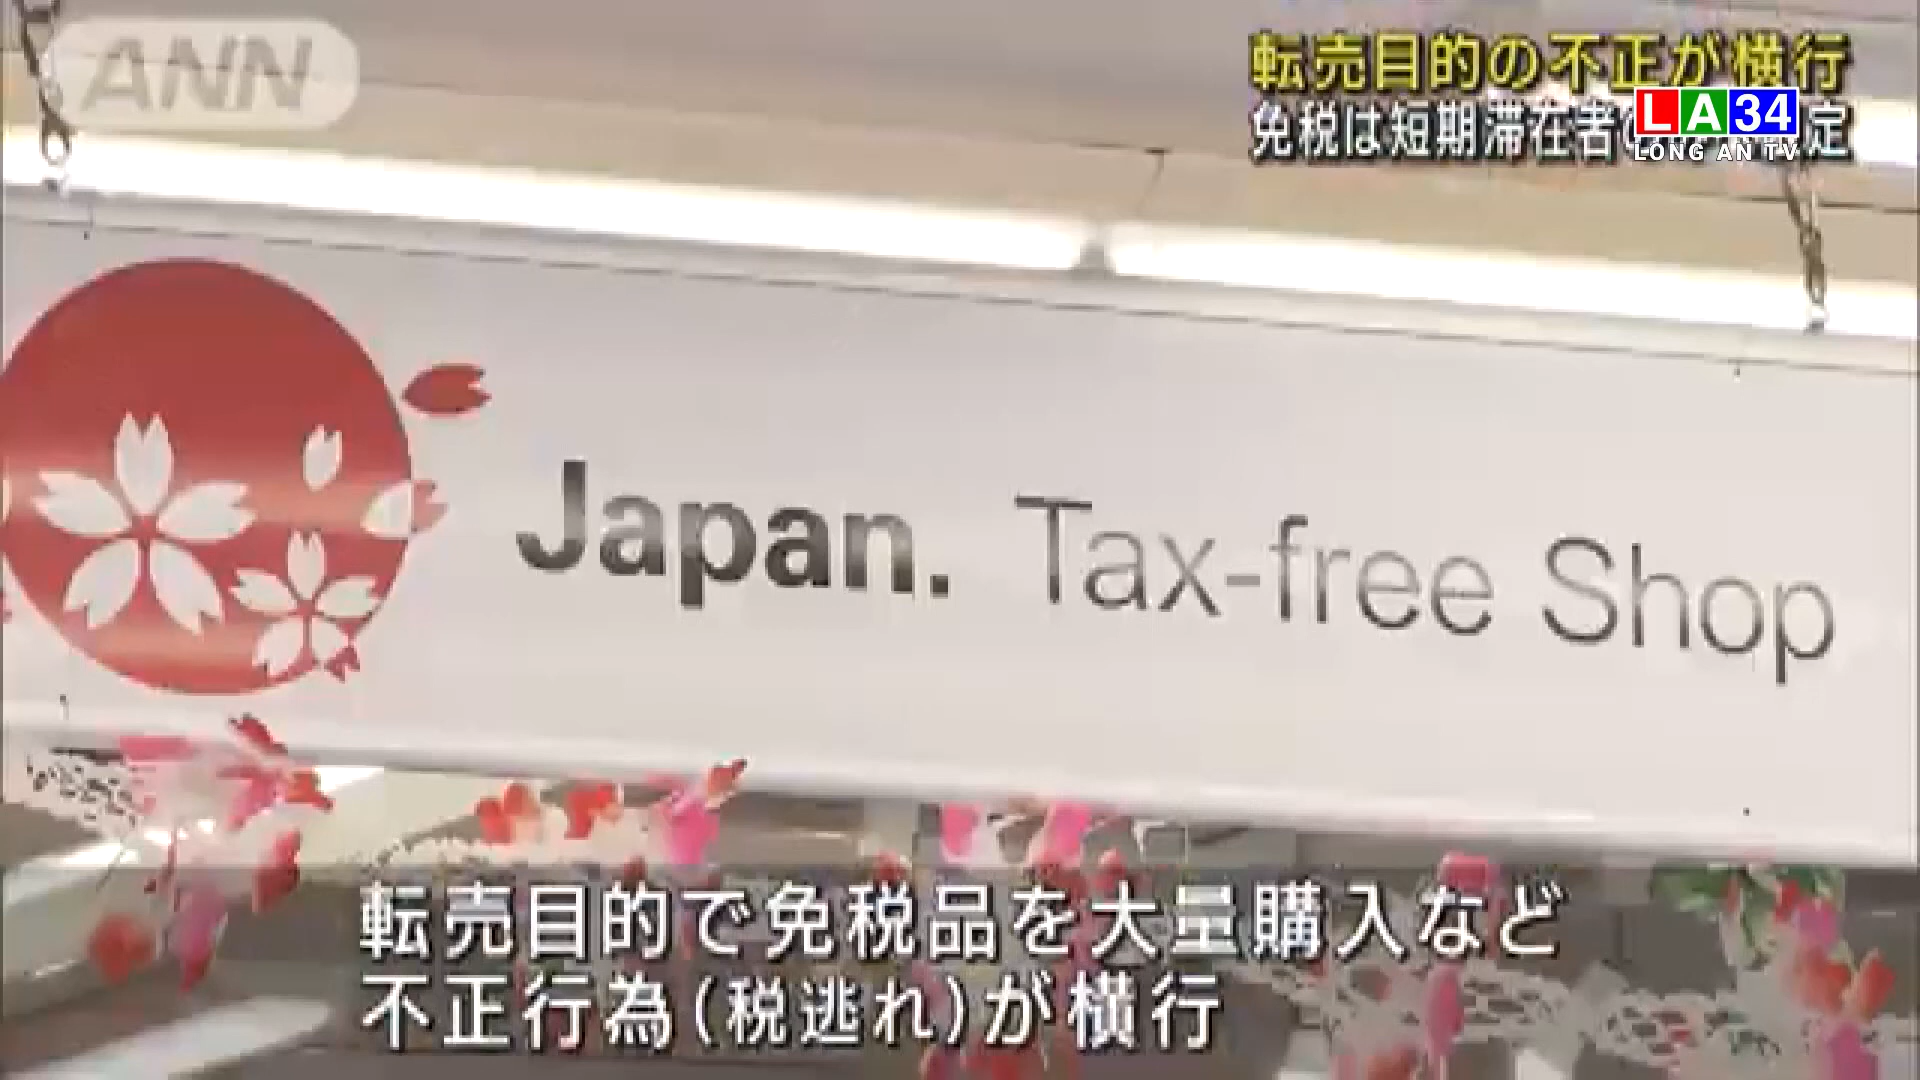 ANN
転売目的の不正が横行
免税は短期滞在者 定
LA34
LONG AN TV
Japan. Tax-free Shop
転売目的で免税品を大量購入など
不正行為(税逃れ)が横行